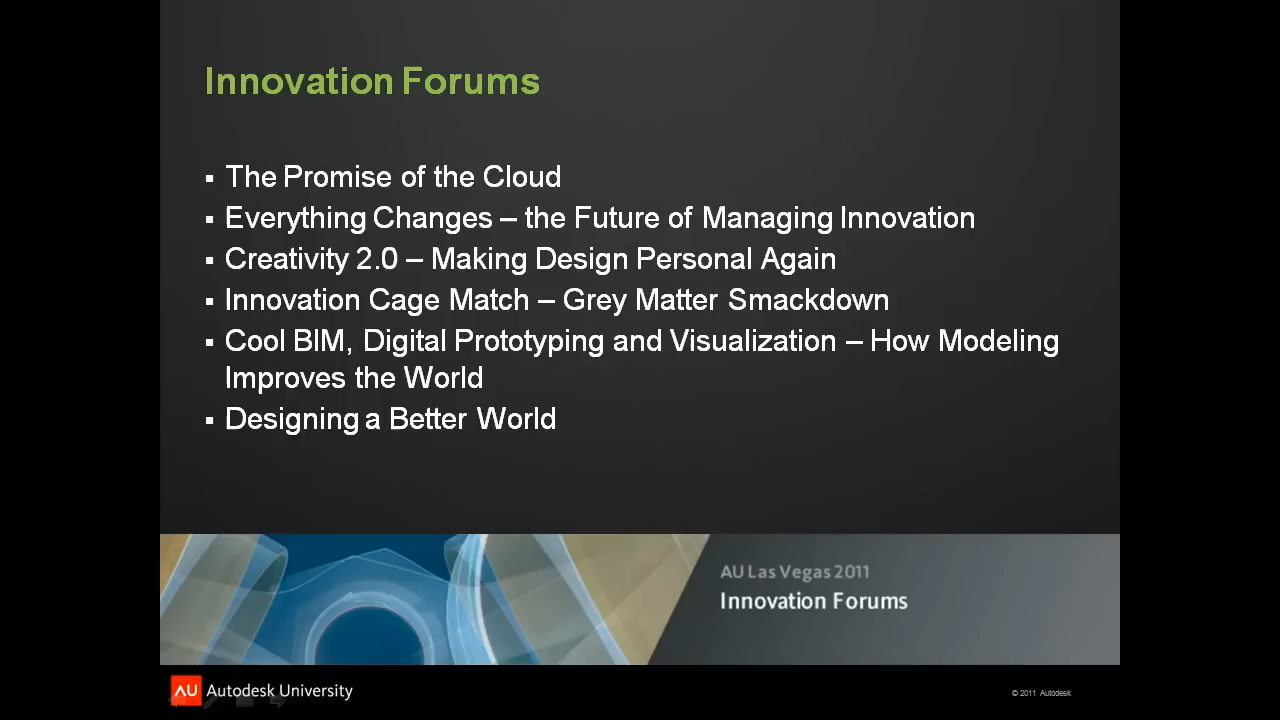 Innovation Forums
▪ The Promise of the Cloud
▪ Everything Changes – the Future of Managing Innovation
▪ Creativity 2.0 – Making Design Personal Again
▪ Innovation Cage Match – Grey Matter Smackdown
▪ Cool BIM, Digital Prototyping and Visualization – How Modeling
Improves the World
▪ Designing a Better World
AU Las Vegas 2011
Innovation Forums
AU Autodesk University
© 2011 Autodesk